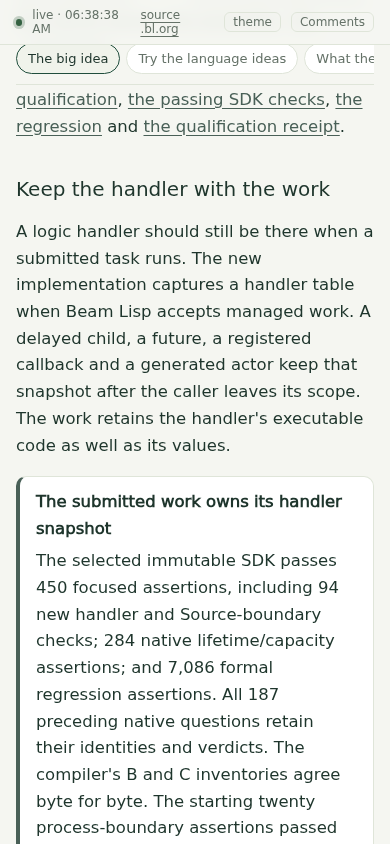 live · 06:38:38 AM
source.bl.org
theme
Comments
The big idea
Try the language ideas
What the
qualification, the passing SDK checks, the
regression and the qualification receipt.
Keep the handler with the work
A logic handler should still be there when a
submitted task runs. The new
implementation captures a handler table
when Beam Lisp accepts managed work. A
delayed child, a future, a registered
callback and a generated actor keep that
snapshot after the caller leaves its scope.
The work retains the handler's executable
code as well as its values.
The submitted work owns its handler
snapshot
The selected immutable SDK passes
450 focused assertions, including 94
new handler and Source-boundary
checks; 284 native lifetime/capacity
assertions; and 7,086 formal
regression assertions. All 187
preceding native questions retain
their identities and verdicts. The
compiler's B and C inventories agree
byte for byte. The starting twenty
process-boundary assertions passed